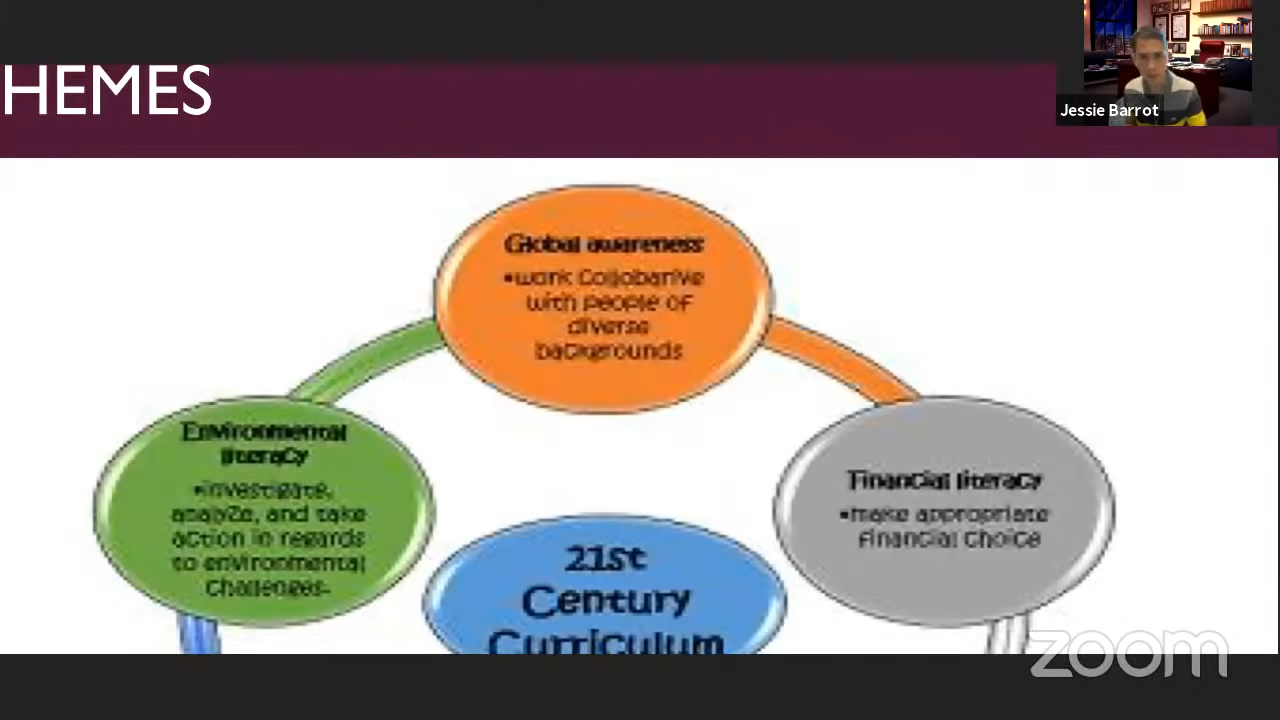 HEMES
Jessie Barrot
Global awareness
•work Collobarive
with people of
diverse
backgrounds
Environmental
literacy
•investigate,
analyze, and take
action in regards
to environmental
challenges.
Financial literacy
•make appropriate
financial choice
21st
Century
Curriculum
zoom